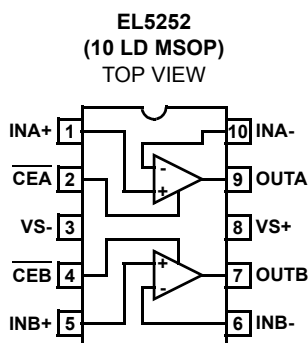 EL5252
(10 LD MSOP)
TOP VIEW
INA+ 1 10 INA-
CEA 2 - + 9 OUTA
VS- 3 8 VS+
CEB 4 + - 7 OUTB
INB+ 5 6 INB-